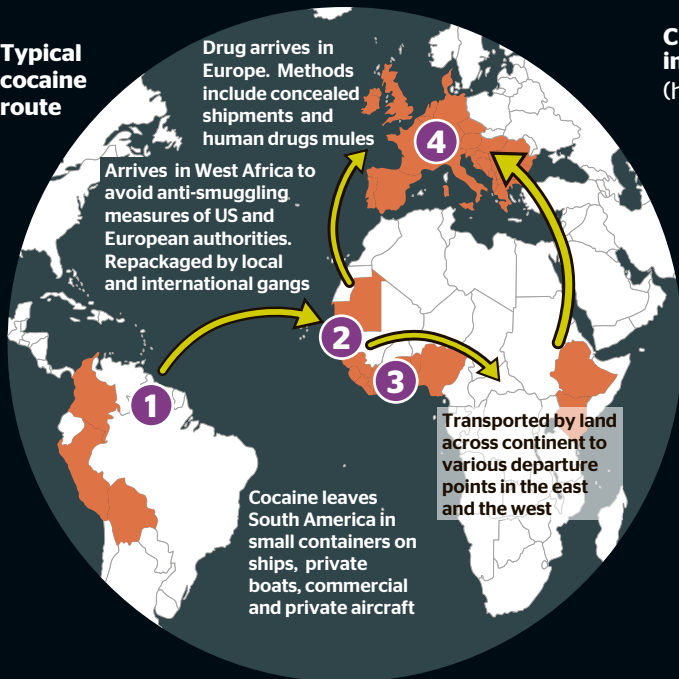 Typical
cocaine
route
Drug arrives in
Europe. Methods
include concealed
shipments and
human drugs mules
Arrives in West Africa to
avoid anti-smuggling
measures of US and
European authorities.
Repackaged by local
and international gangs
1
2
3
4
Transported by land
across continent to
various departure
points in the east
and the west
Cocaine leaves
South America in
small containers on
ships, private
boats, commercial
and private aircraft